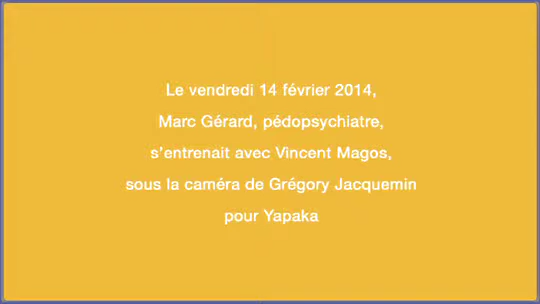 Le vendredi 14 février 2014,
Marc Gérard, pédopsychiatre,
s'entrenait avec Vincent Magos,
sous la caméra de Grégory Jacquemin
pour Yapaka